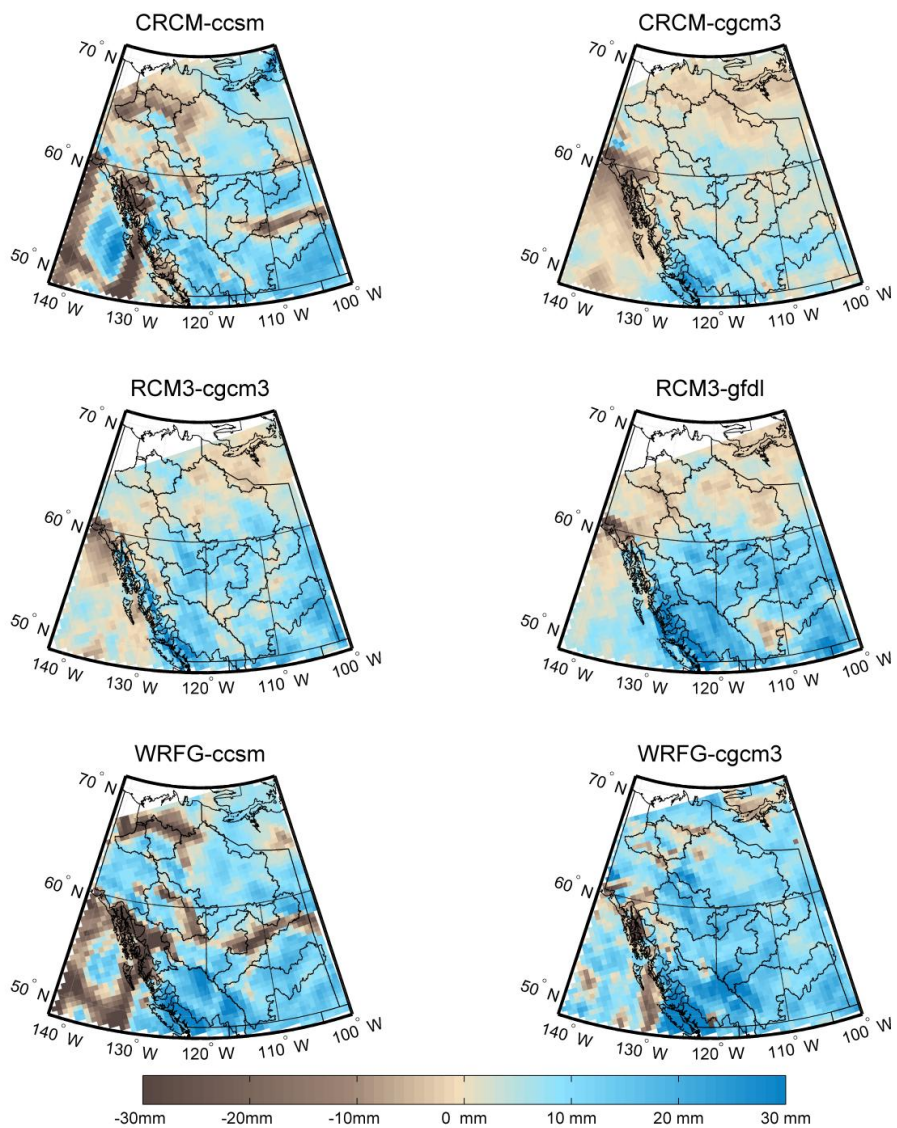 CRCM-ccsm
70° N
60° N
50° N
140° W
130° W
120° W
110° W
100° W
CRCM-cgcm3
70° N
60° N
50° N
140° W
130° W
120° W
110° W
100° W
RCM3-cgcm3
70° N
60° N
50° N
140° W
130° W
120° W
110° W
100° W
RCM3-gfdl
70° N
60° N
50° N
140° W
130° W
120° W
110° W
100° W
WRFG-ccsm
70° N
60° N
50° N
140° W
130° W
120° W
110° W
100° W
WRFG-cgcm3
70° N
60° N
50° N
140° W
130° W
120° W
110° W
100° W
-30mm -20mm -10mm 0 mm 10 mm 20 mm 30 mm